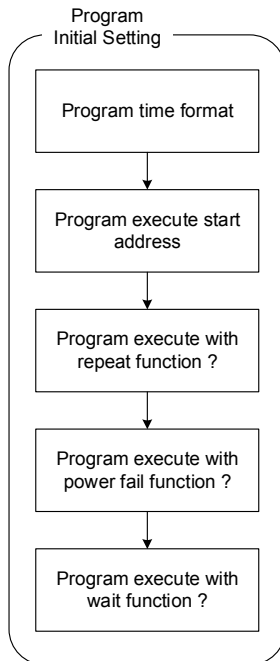 Program
Initial Setting
Program time format
Program execute start
address
Program execute with
repeat function ?
Program execute with
power fail function ?
Program execute with
wait function ?